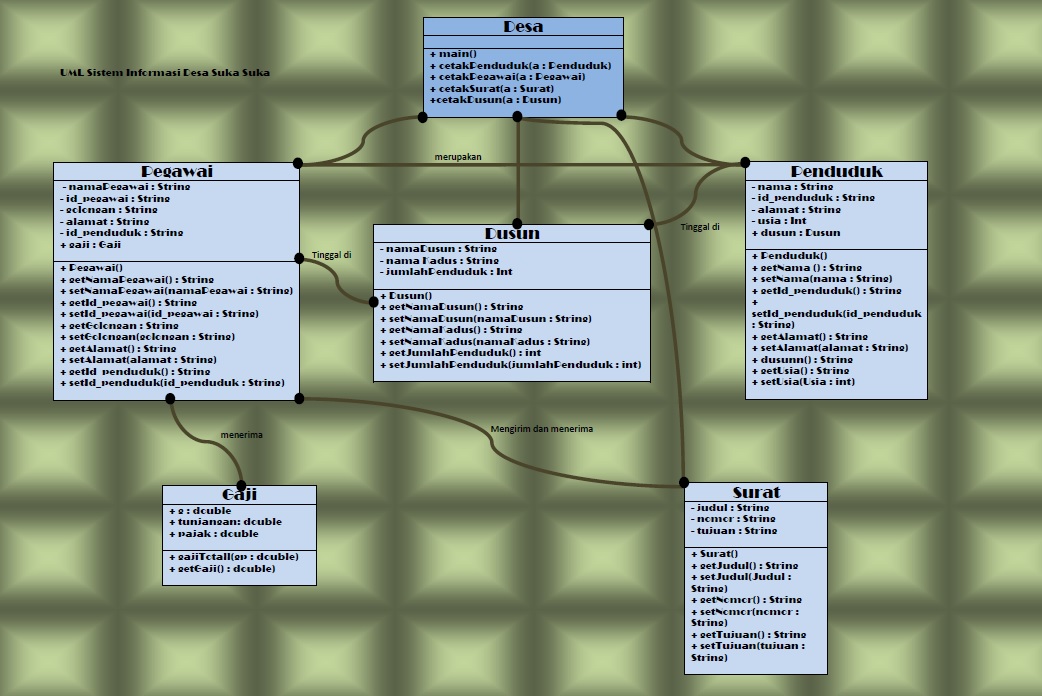 Desa
+ main()
+ cetakPenduduk(a : Penduduk)
+ cetakPegawai(a : Pegawai)
+ cetakSurat(a : Surat)
+cetakDusun(a : Dusun)
UML Sistem Informasi Desa Suka Suka
merupakan
Pegawai
- namaPegawai : String
- id_pegawai : String
- golongan : String
- alamat : String
- id_penduduk : String
+ gaji : Gaji
+ Pegawai()
+ getNamaPegawai() : String
+ setNamaPegawai(namaPegawai : String)
+ getId_pegawai() : String
+ setId_pegawai(id_pegawai : String)
+ getGolongan : String
+ setGolongan(golongan : String)
+ getAlamat() : String
+ setAlamat(alamat : String)
+ getId_penduduk() : String
+ setId_penduduk(id_penduduk : String)
Tinggal di
Dusun
- namaDusun : String
- nama Kadus : String
- jumlahPenduduk : Int
+ Dusun()
+ getNamaDusun() : String
+ setNamaDusun(namaDusun : String)
+ getNamaKadus() : String
+ setNamaKadus(namaKadus : String)
+ getJumlahPenduduk() : int
+ setJumlahPenduduk(jumlahPenduduk : int)
Tinggal di
Penduduk
- nama : String
- id_penduduk : String
- alamat : String
- usia : Int
+ dusun : Dusun
+ Penduduk()
+ getNama () : String
+ setNama(nama : String)
+ getId_penduduk() : String
+
setId_penduduk(id_penduduk
: String)
+ getAlamat() : String
+ setAlamat(alamat : String)
+ dusunn() : String
+ getUsia() : String
+ setUsia(Usia : int)
menerima
Mengirim dan menerima
Gaji
+ g : double
+ tunjangan: double
+ pajak : double
+ gajiTotall(gp : double)
+ getGaji() : double)
Surat
- judul : String
- nomor : String
- tujuan : String
+ Surat()
+ getJudul() : String
+ setJudul(Judul :
String)
+ getNomor() : String
+ setNomor(nomor :
String)
+ getTujuan() : String
+ setTujuan(tujuan :
String)